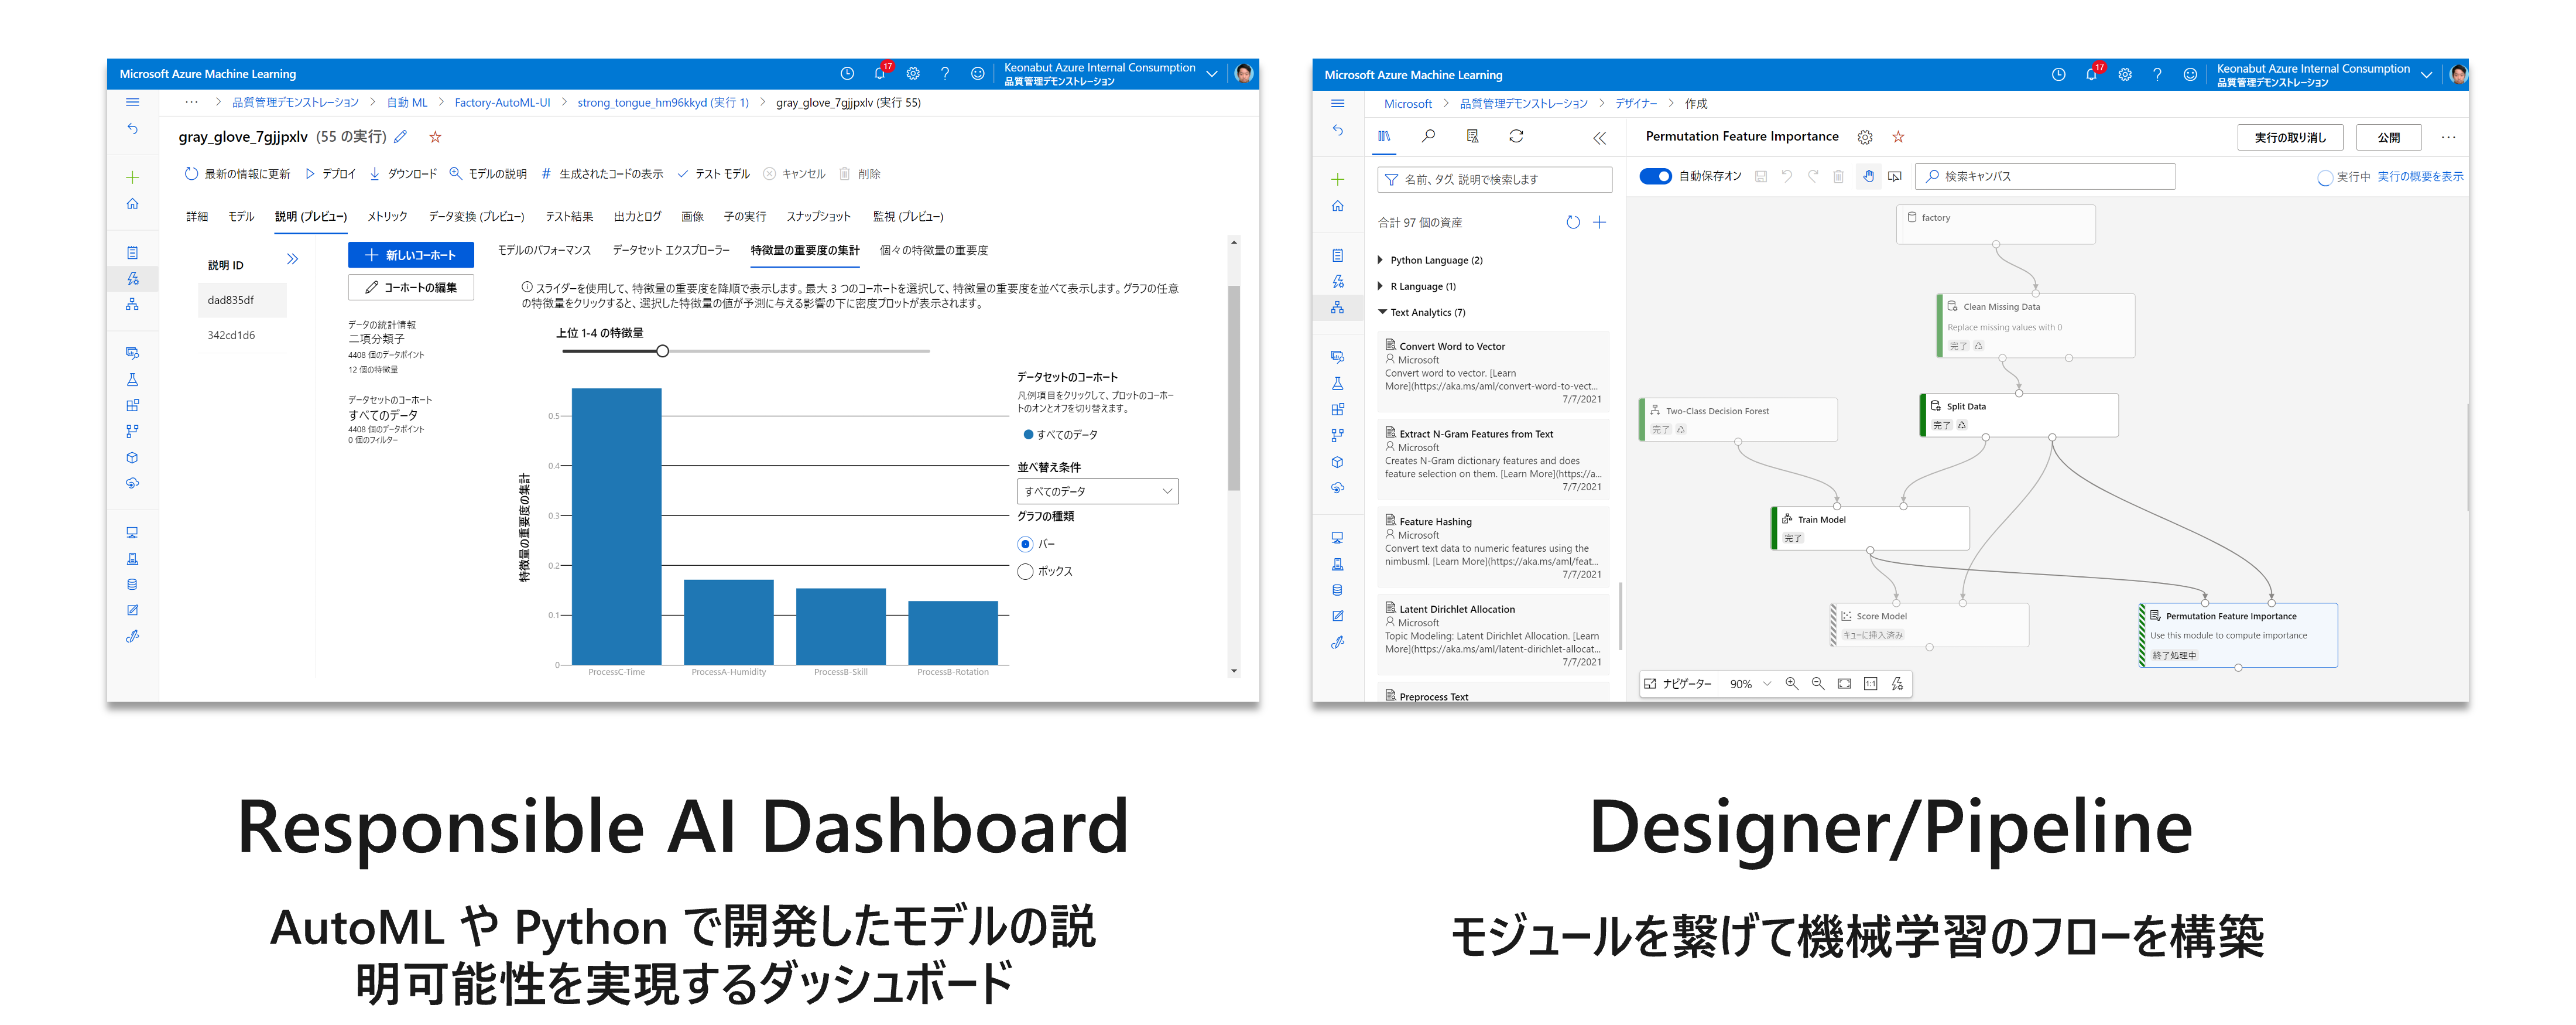 Microsoft Azure Machine Learning
17
Keonabut Azure Internal Consumption
品質管理デモンストレーション
··· > 品質管理デモンストレーション > 自動 ML > Factory-AutoML-UI > strong_tongue_hm96kkyd (実行 1) > gray_glove_7gjjpxlv (実行 55)
gray_glove_7gjjpxlv (55 の実行)
最新の情報に更新 デプロイ ダウンロード モデルの説明 # 生成されたコードの表示 テスト モデル キャンセル 削除
詳細 モデル 説明 (プレビュー) メトリック データ変換 (プレビュー) テスト結果 出力とログ 画像 子の実行 スナップショット 監視 (プレビュー)
説明 ID
dad835df
342cd1d6
新しいコーホート
コーホートの編集
データの統計情報
二項分類子
4408 個のデータポイント
12 個の特徴量
データセットのコーホート
すべてのデータ
4408 個のデータポイント
0 個のフィルター
モデルのパフォーマンス データセット エクスプローラー 特徴量の重要度の集計 個々の特徴量の重要度
スライダーを使用して、特徴量の重要度を降順で表示します。最大 3 つのコーホートを選択して、特徴量の重要度を並べて表示します。グラフの任意
の特徴量をクリックすると、選択した特徴量の値が予測に与える影響の下に密度プロットが表示されます。
上位 1-4 の特徴量
特徴量の重要度の集計
0.5
0.4
0.3
0.2
0.1
0
ProcessC-Time ProcessA-Humidity ProcessB-Skill ProcessB-Rotation
データセットのコーホート
凡例項目をクリックして、プロットのコーホー
トのオンとオフを切り替えます。
すべてのデータ
並べ替え条件
すべてのデータ
グラフの種類
バー
ボックス
Microsoft Azure Machine Learning
17
Keonabut Azure Internal Consumption
品質管理デモンストレーション
Microsoft > 品質管理デモンストレーション > デザイナー > 作成
名前、タグ、説明で検索します
合計 97 個の資産
Python Language (2)
R Language (1)
Text Analytics (7)
Convert Word to Vector
Microsoft
Convert word to vector. [Learn
More](https://aka.ms/aml/convert-word-to-vect...
7/7/2021
Extract N-Gram Features from Text
Microsoft
Creates N-Gram dictionary features and does
feature selection on them. [Learn More](https://a...
7/7/2021
Feature Hashing
Microsoft
Convert text data to numeric features using the
nimbusml. [Learn More](https://aka.ms/aml/feat...
7/7/2021
Latent Dirichlet Allocation
Microsoft
Topic Modeling: Latent Dirichlet Allocation. [Learn
More](https://aka.ms/aml/latent-dirichlet-allocat...
7/7/2021
Preprocess Text
Permutation Feature Importance
実行の取り消し 公開 ···
自動保存オン
検索キャンバス
実行中 実行の概要を表示
factory
Clean Missing Data
Replace missing values with 0
完了
Two-Class Decision Forest
完了
Split Data
完了
Train Model
完了
Score Model
キューに挿入済み
Permutation Feature Importance
Use this module to compute importance
終了処理中
ナビゲーター 90% 1:1
Responsible AI Dashboard
AutoML や Python で開発したモデルの説
明可能性を実現するダッシュボード
Designer/Pipeline
モジュールを繋げて機械学習のフローを構築